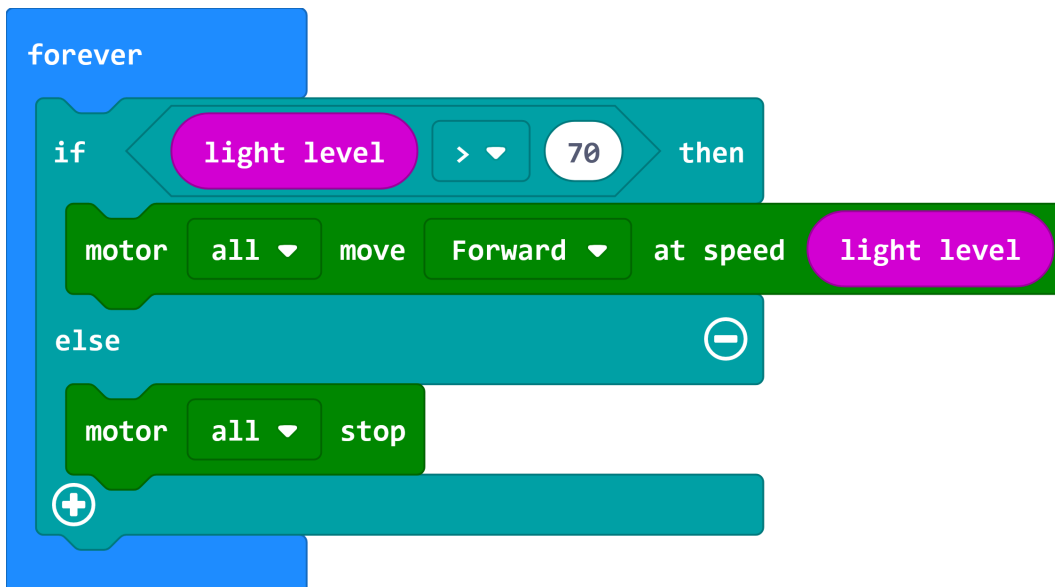 forever
if light level > 70 then
motor all move Forward at speed light level
else
motor all stop